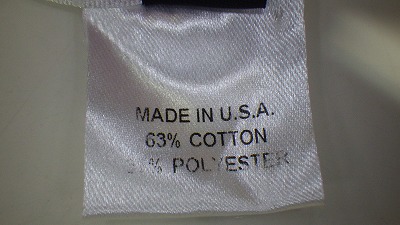 MADE IN U.S.A.
63% COTTON
% POLYESTER